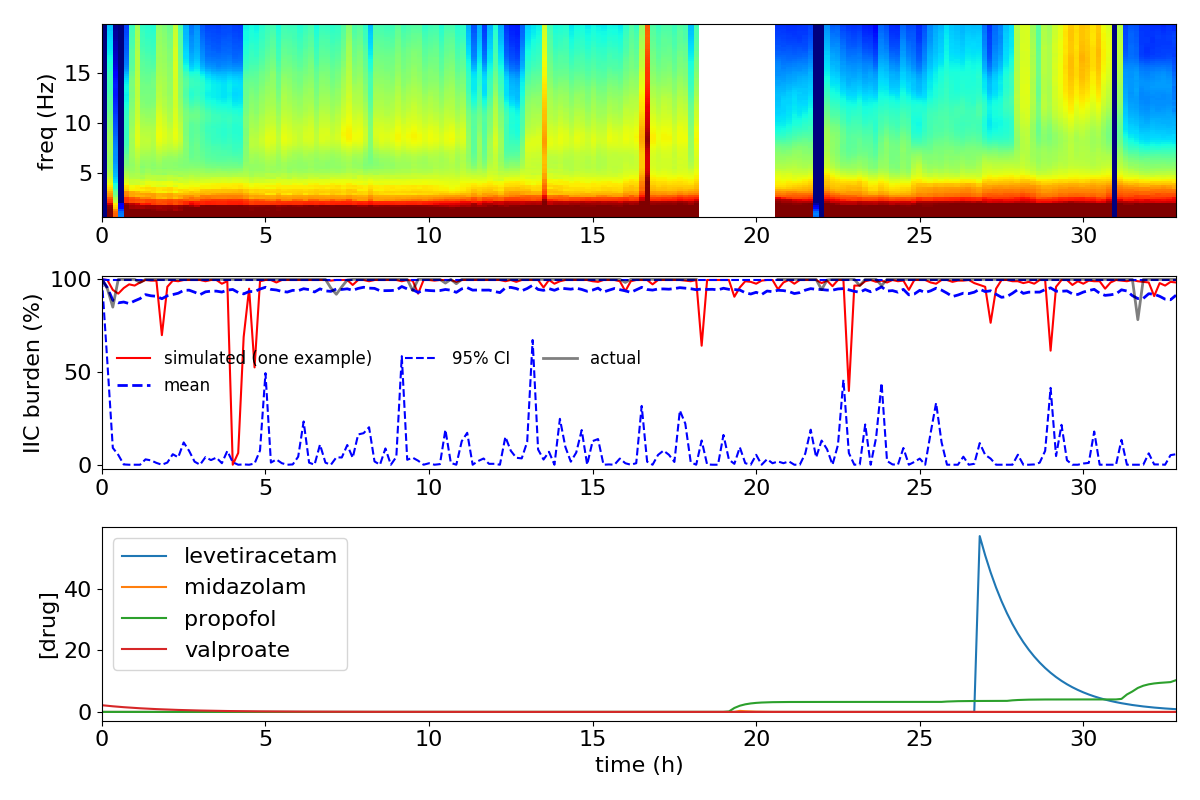 freq (Hz)
15
10
5
0 5 10 15 20 25 30
IIC burden (%)
100
50
0
simulated (one example)
mean
95% CI
actual
0 5 10 15 20 25 30
[drug]
40
20
0
levetiracetam
midazolam
propofol
valproate
0 5 10 15 20 25 30
time (h)